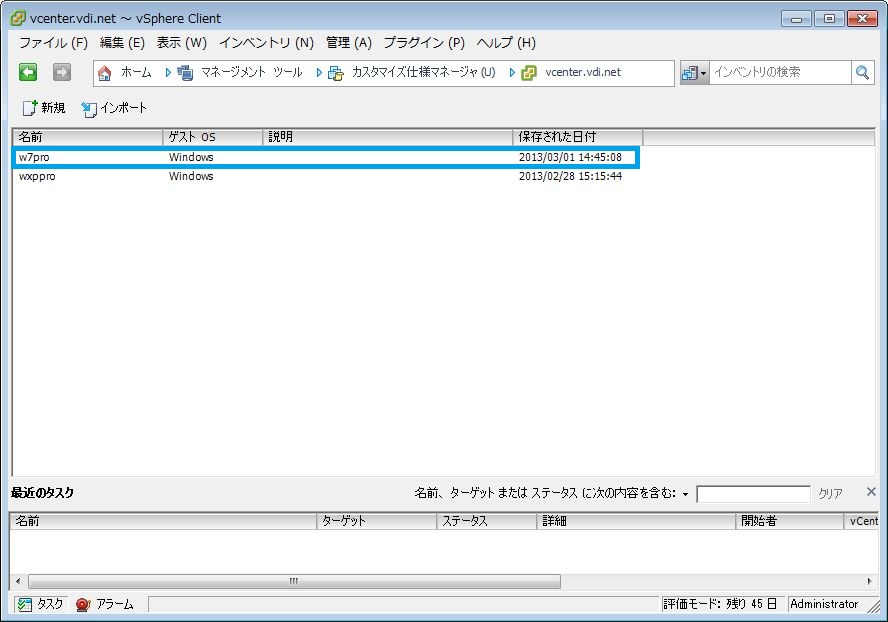 vcenter.vdi.net ～ vSphere Client
ファイル (F) 編集 (E) 表示 (W) インベントリ (N) 管理 (A) プラグイン (P) ヘルプ (H)
ホーム マネージメント ツール カスタマイズ仕様マネージャ(U) vcenter.vdi.net インベントリの検索
新規 インポート
名前 ゲスト OS 説明 保存された日付
w7pro Windows 2013/03/01 14:45:08
wxppro Windows 2013/02/28 15:15:44
最近のタスク 名前、ターゲット または ステータス に次の内容を含む: クリア
名前 ターゲット ステータス 詳細 開始者 vCent
タスク アラーム 評価モード: 残り 45 日 Administrator